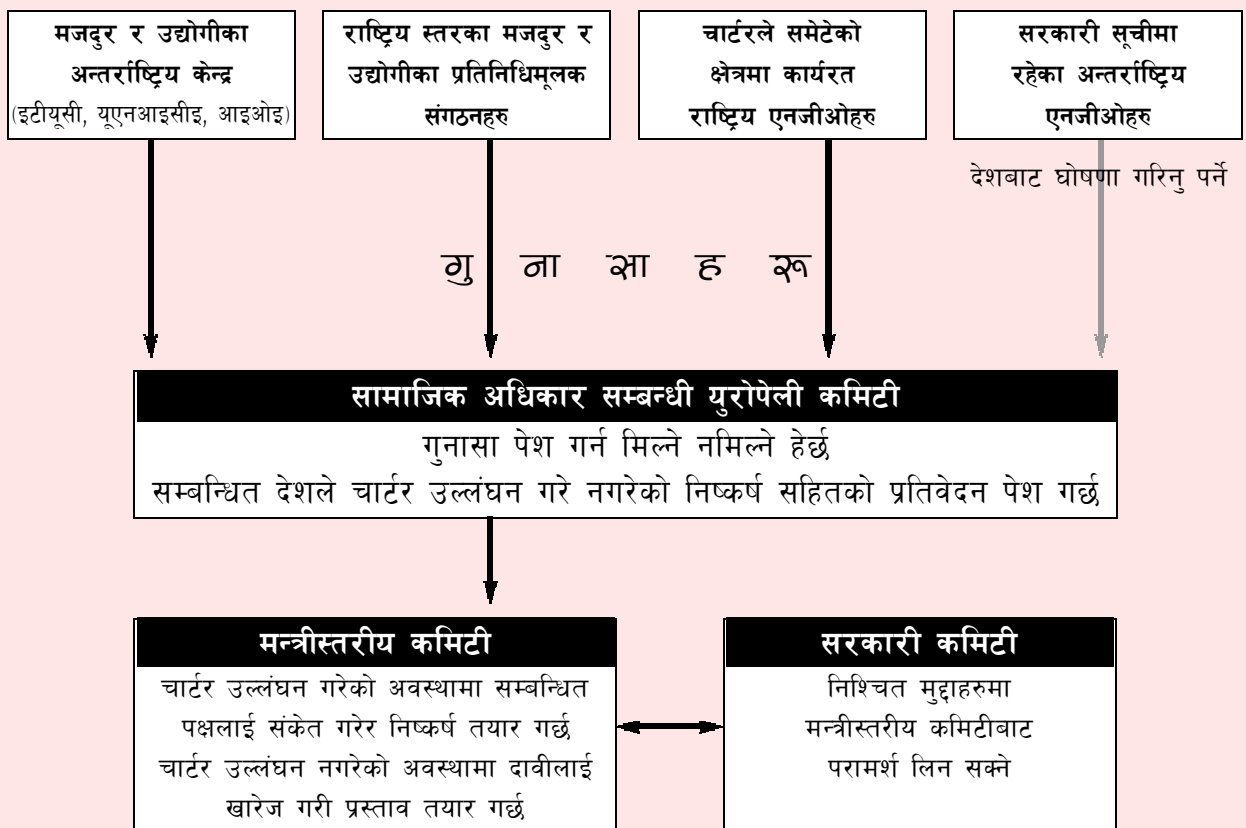 मजदुर र उद्योगीका
अन्तर्राष्ट्रिय केन्द्र
(इटीयूसी, यूएनआइसीइ, आइओइ)
राष्ट्रिय स्तरका मजदुर र
उद्योगीका प्रतिनिधिमूलक
संगठनहरु
चार्टरले समेटेको
क्षेत्रमा कार्यरत
राष्ट्रिय एनजीओहरु
सरकारी सूचीमा
रहेका अन्तर्राष्ट्रिय
एनजीओहरु
देशबाट घोषणा गरिनु पर्ने
गु ना सा ह रू
सामाजिक अधिकार सम्बन्धी युरोपेली कमिटी
गुनासा पेश गर्न मिल्ने नमिल्ने हेर्छ
सम्बन्धित देशले चार्टर उल्लंघन गरे नगरेको निष्कर्ष सहितको प्रतिवेदन पेश गर्छ
मन्त्रीस्तरीय कमिटी
चार्टर उल्लंघन गरेको अवस्थामा सम्बन्धित
पक्षलाई संकेत गरेर निष्कर्ष तयार गर्छ
चार्टर उल्लंघन नगरेको अवस्थामा दावीलाई
खारेज गरी प्रस्ताव तयार गर्छ
सरकारी कमिटी
निश्चित मुद्दाहरुमा
मन्त्रीस्तरीय कमिटीबाट
परामर्श लिन सक्ने